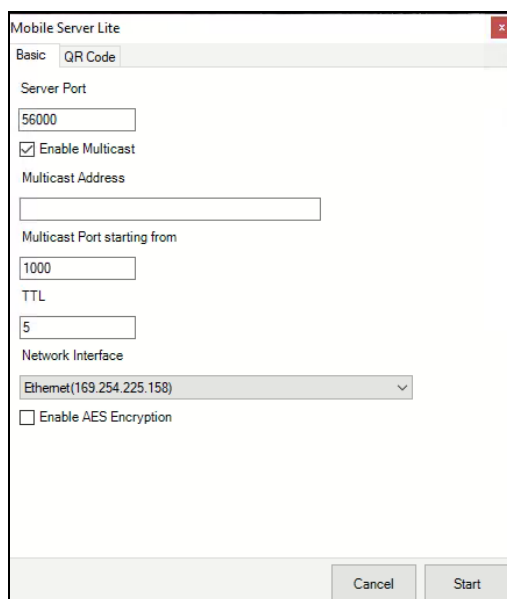 Mobile Server Lite
x
Basic QR Code
Server Port
56000
Enable Multicast
Multicast Address
Multicast Port starting from
1000
TTL
5
Network Interface
Ethernet(169.254.225.158)
Enable AES Encryption
Cancel Start